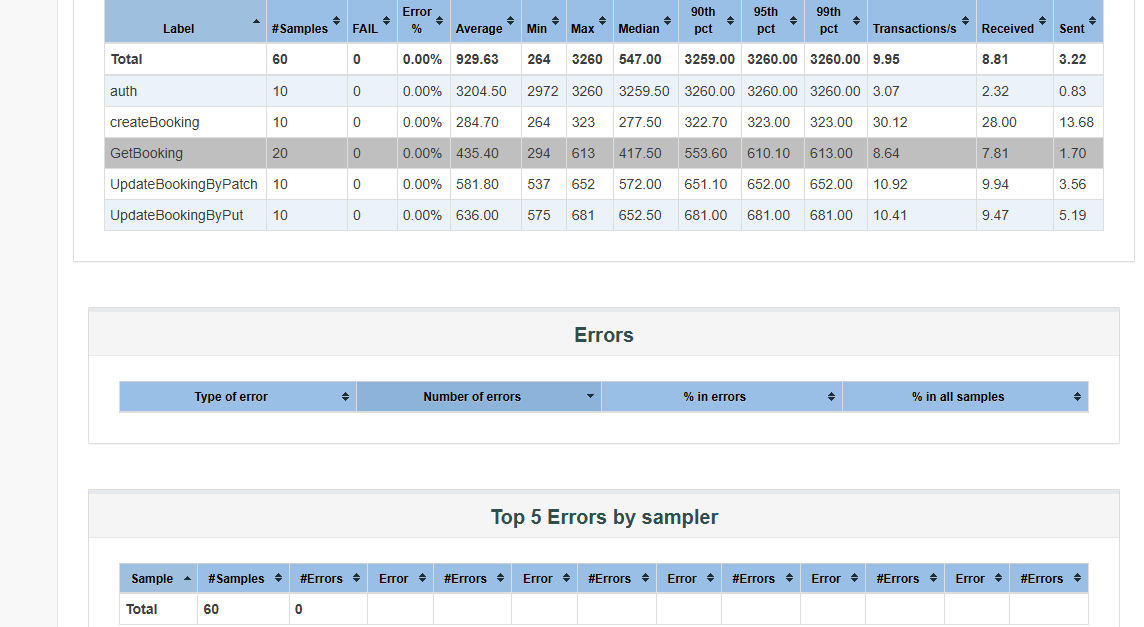 Label #Samples FAIL Error % Average Min Max Median 90th pct 95th pct 99th pct Transactions/s Received Sent
Total 60 0 0.00% 929.63 264 3260 547.00 3259.00 3260.00 3260.00 9.95 8.81 3.22
auth 10 0 0.00% 3204.50 2972 3260 3259.50 3260.00 3260.00 3260.00 3.07 2.32 0.83
createBooking 10 0 0.00% 284.70 264 323 277.50 322.70 323.00 323.00 30.12 28.00 13.68
GetBooking 20 0 0.00% 435.40 294 613 417.50 553.60 610.10 613.00 8.64 7.81 1.70
UpdateBookingByPatch 10 0 0.00% 581.80 537 652 572.00 651.10 652.00 652.00 10.92 9.94 3.56
UpdateBookingByPut 10 0 0.00% 636.00 575 681 652.50 681.00 681.00 681.00 10.41 9.47 5.19
Errors
Type of error Number of errors % in errors % in all samples
Top 5 Errors by sampler
Sample #Samples #Errors Error #Errors Error #Errors Error #Errors Error #Errors Error #Errors
Total 60 0